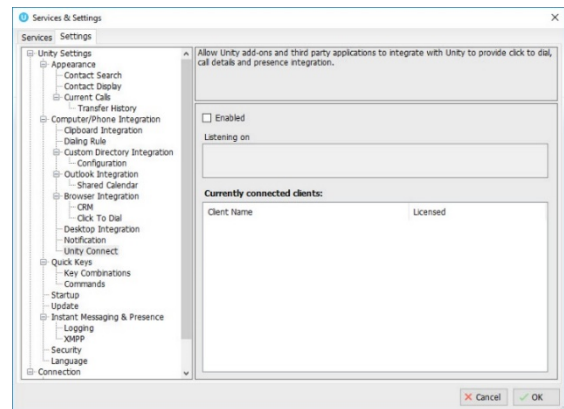 Services & Settings
Services
Settings
Unity Settings
Appearance
Contact Search
Contact Display
Current Calls
Transfer History
Computer/Phone Integration
Clipboard Integration
Dialing Rule
Custom Directory Integration
Configuration
Outlook Integration
Shared Calendar
Browser Integration
CRM
Click To Dial
Desktop Integration
Notification
Unity Connect
Quick Keys
Key Combinations
Commands
Startup
Update
Instant Messaging & Presence
Logging
XMPP
Security
Language
Connection
Allow Unity add-ons and third party applications to integrate with Unity to provide click to dial,
call details and presence integration.
Enabled
Listening on
Currently connected clients:
Client Name Licensed
Cancel OK